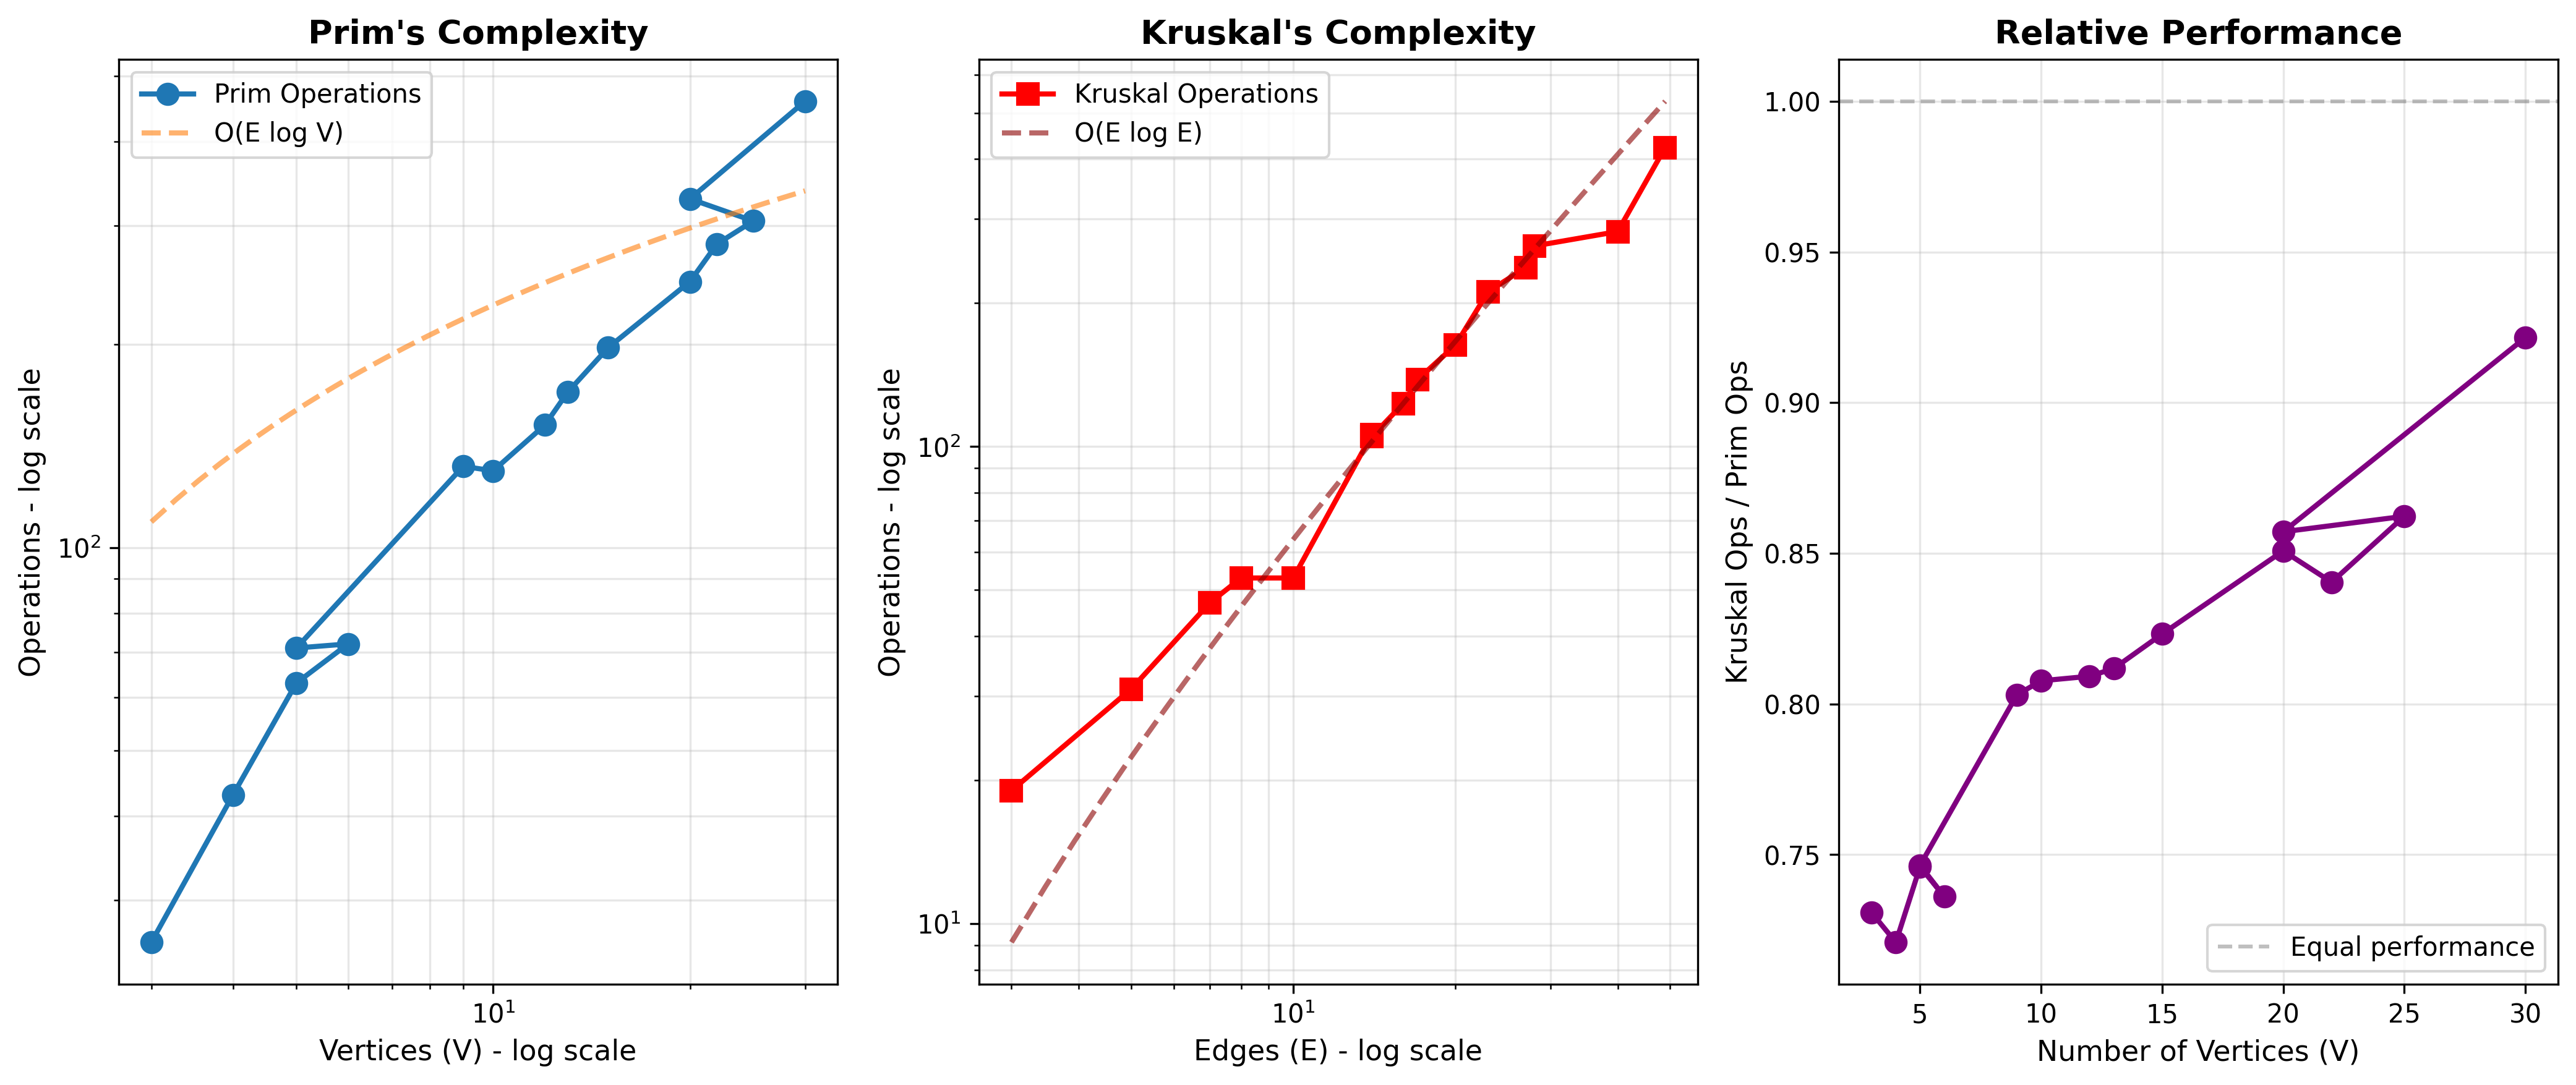 Prim's Complexity
Prim Operations
O(E log V)
Operations - log scale
10²
10¹
Vertices (V) - log scale
Kruskal's Complexity
Kruskal Operations
O(E log E)
Operations - log scale
10²
10¹
10¹
Edges (E) - log scale
Relative Performance
Kruskal Ops / Prim Ops
1.00
0.95
0.90
0.85
0.80
0.75
Equal performance
5 10 15 20 25 30
Number of Vertices (V)